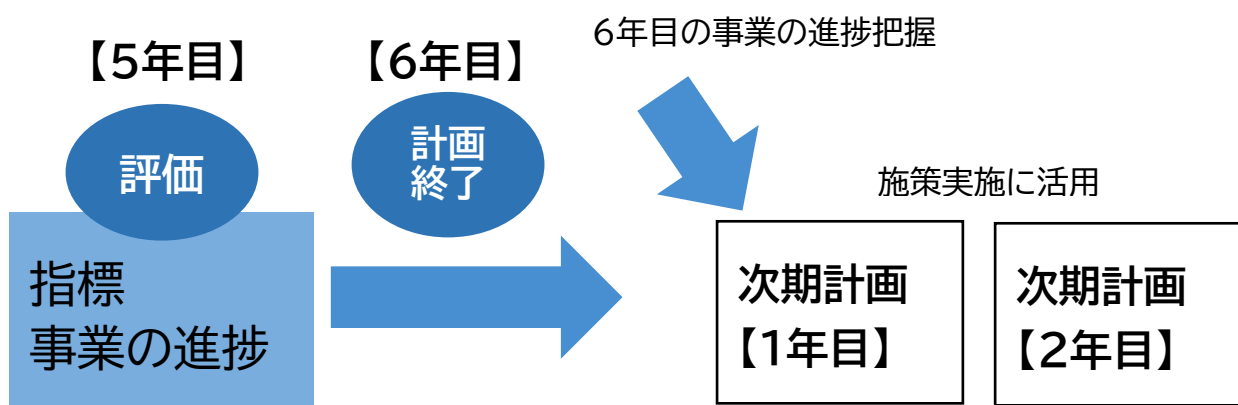 6年目の事業の進捗把握
【5年目】
【6年目】
評価
計画
終了
施策実施に活用
指標
事業の進捗
次期計画
【1年目】
次期計画
【2年目】